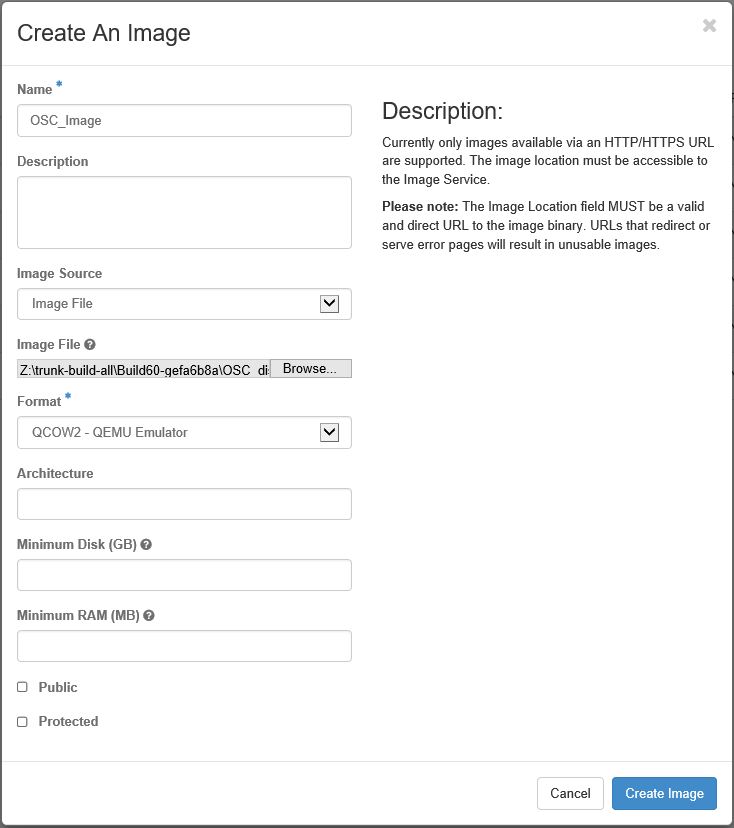 Create An Image
Name *
OSC_Image
Description
Image Source
Image File
Image File
Z:\trunk-build-all\Build60-gefa6b8a\OSC_di
Browse...
Format *
QCOW2 - QEMU Emulator
Architecture
Minimum Disk (GB)
Minimum RAM (MB)
Public
Protected
Description:
Currently only images available via an HTTP/HTTPS URL
are supported. The image location must be accessible to
the Image Service.
Please note: The Image Location field MUST be a valid
and direct URL to the image binary. URLs that redirect or
serve error pages will result in unusable images.
Cancel
Create Image